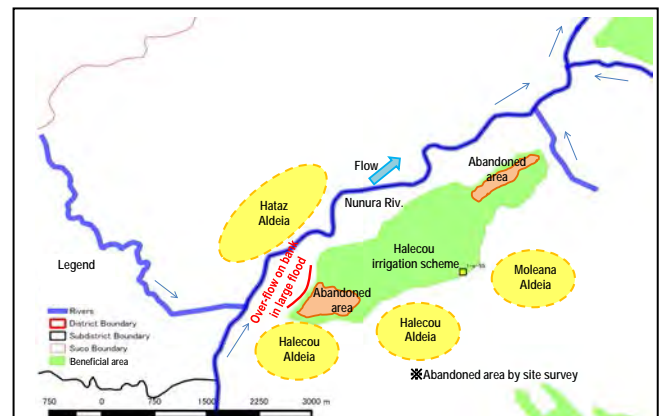 Flow
Nunura Riv.
Abandoned
area
Hataz
Aldeia
Halecou
irrigation scheme
Moleana
Aldeia
Over-flow on bank
in large flood
Abandoned
area
Halecou
Aldeia
Halecou
Aldeia
Legend
Rivers
District Boundary
Subdistrict Boundary
Suco Boundary
Beneficial area
※Abandoned area by site survey
750 0 750 1500 2250 3000 m